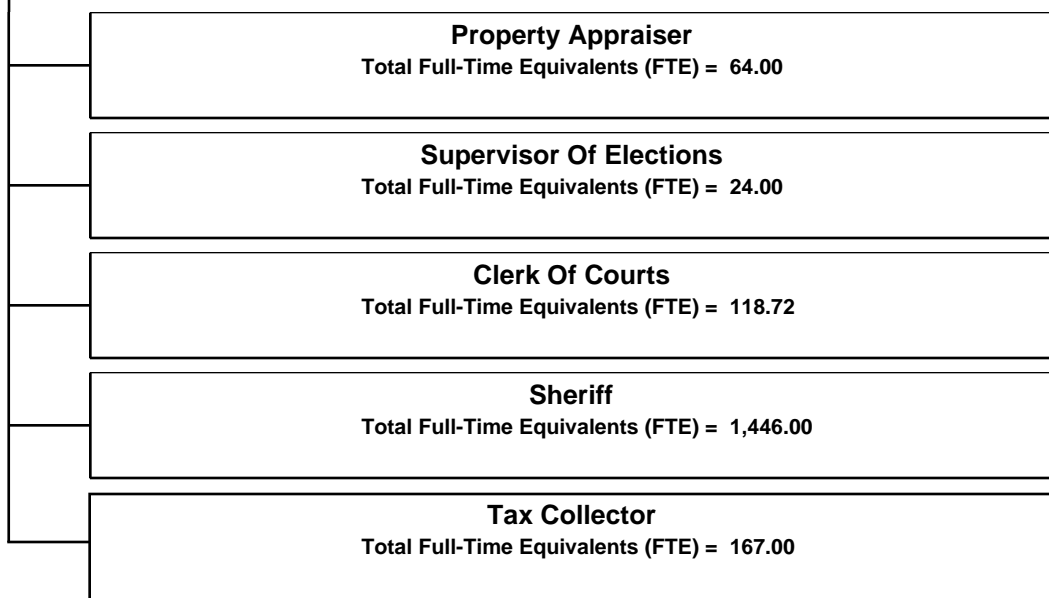 Property Appraiser
Total Full-Time Equivalents (FTE) = 64.00
Supervisor Of Elections
Total Full-Time Equivalents (FTE) = 24.00
Clerk Of Courts
Total Full-Time Equivalents (FTE) = 118.72
Sheriff
Total Full-Time Equivalents (FTE) = 1,446.00
Tax Collector
Total Full-Time Equivalents (FTE) = 167.00